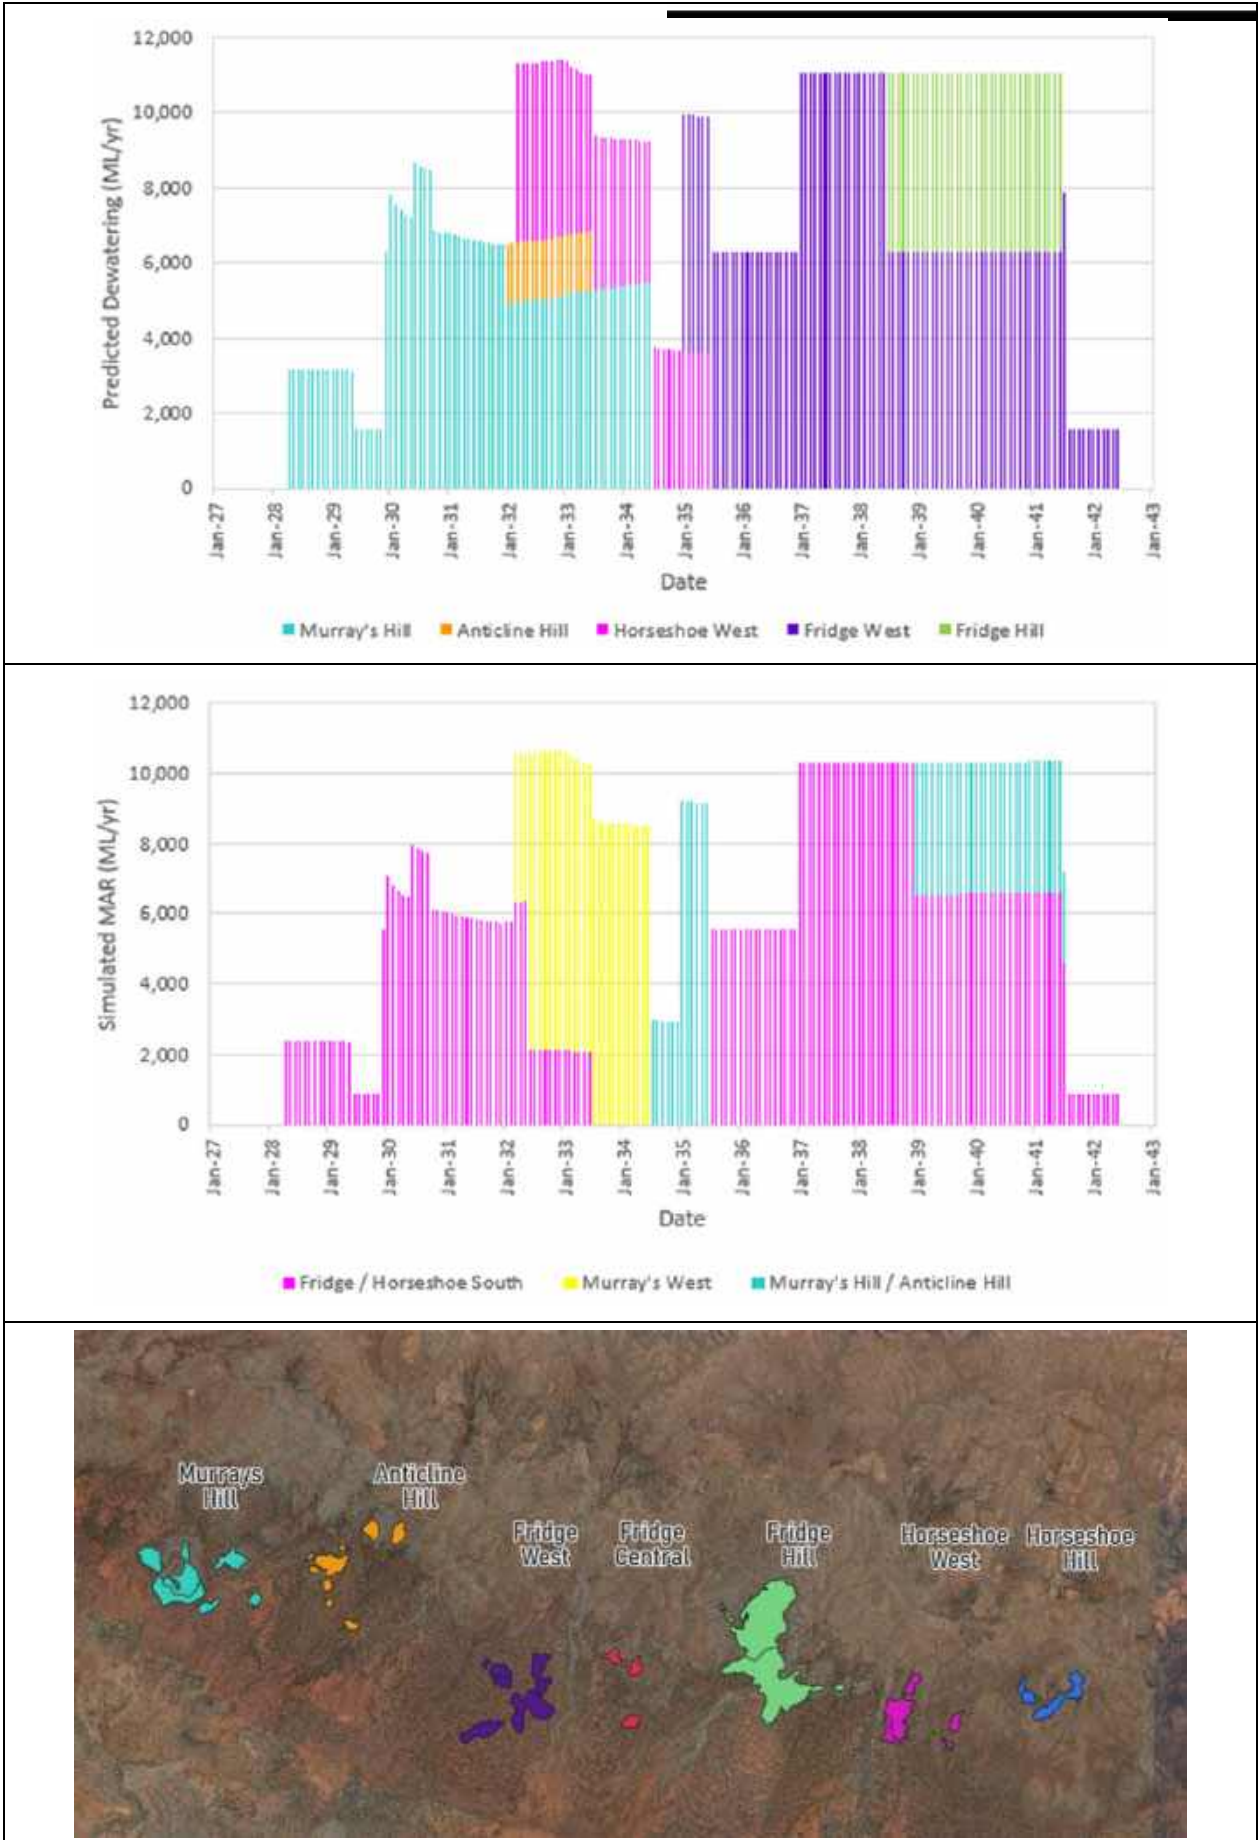 12,000
10,000
8,000
6,000
4,000
2,000
0
Predicted Dewatering (ML/yr)
Jan-27
Jan-28
Jan-29
Jan-30
Jan-31
Jan-32
Jan-33
Jan-34
Jan-35
Jan-36
Jan-37
Jan-38
Jan-39
Jan-40
Jan-41
Jan-42
Jan-43
Date
Murray's Hill Anticline Hill Horseshoe West Fridge West Fridge Hill
12,000
10,000
8,000
6,000
4,000
2,000
0
Simulated MAR (ML/yr)
Jan-27
Jan-28
Jan-29
Jan-30
Jan-31
Jan-32
Jan-33
Jan-34
Jan-35
Jan-36
Jan-37
Jan-38
Jan-39
Jan-40
Jan-41
Jan-42
Jan-43
Date
Fridge / Horseshoe South Murray's West Murray's Hill / Anticline Hill
Murrays
Hill
Anticline
Hill
Fridge
West
Fridge
Central
Fridge
Hill
Horseshoe
West
Horseshoe
Hill